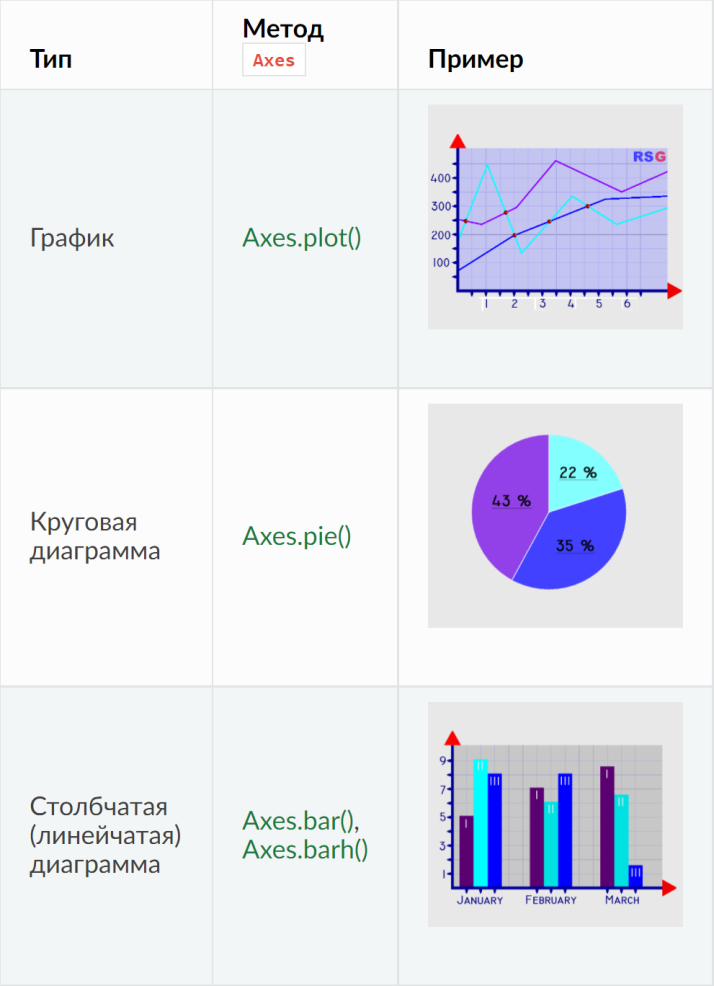 Тип
Метод
Axes
Пример
График
Axes.plot()
RSG
400
300
200
100
1 2 3 4 5 6
Круговая
диаграмма
Axes.pie()
22 %
43 %
35 %
Столбчатая
(линейчатая)
диаграмма
Axes.bar(),
Axes.barh()
9
7
5
3
1
I II III
I II III
I II III
January February March